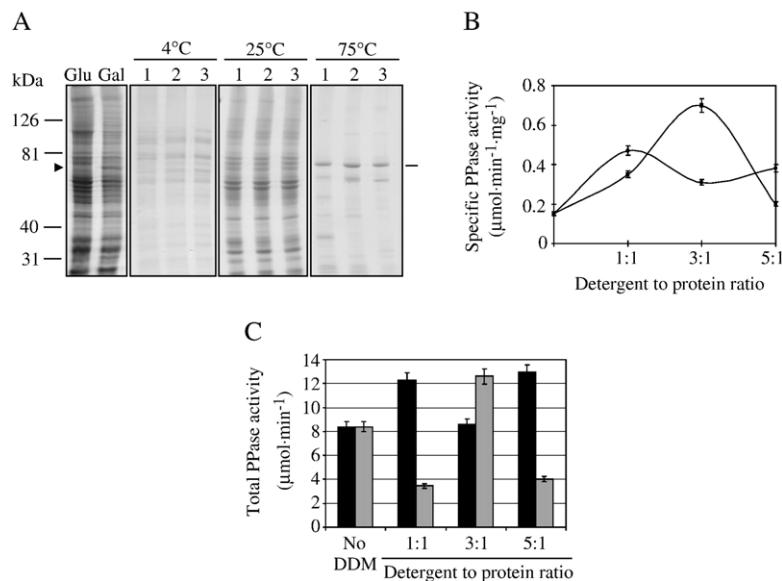 A
4°C
25°C
75°C
kDa
Glu Gal
1 2 3
1 2 3
1 2 3
126
81
40
31
B
Specific PPase activity
(μmol·min⁻¹·mg⁻¹)
0.8
0.6
0.4
0.2
0
1:1
3:1
5:1
Detergent to protein ratio
C
Total PPase activity
(μmol·min⁻¹)
14
12
10
8
6
4
2
0
No
DDM
1:1
3:1
5:1
Detergent to protein ratio